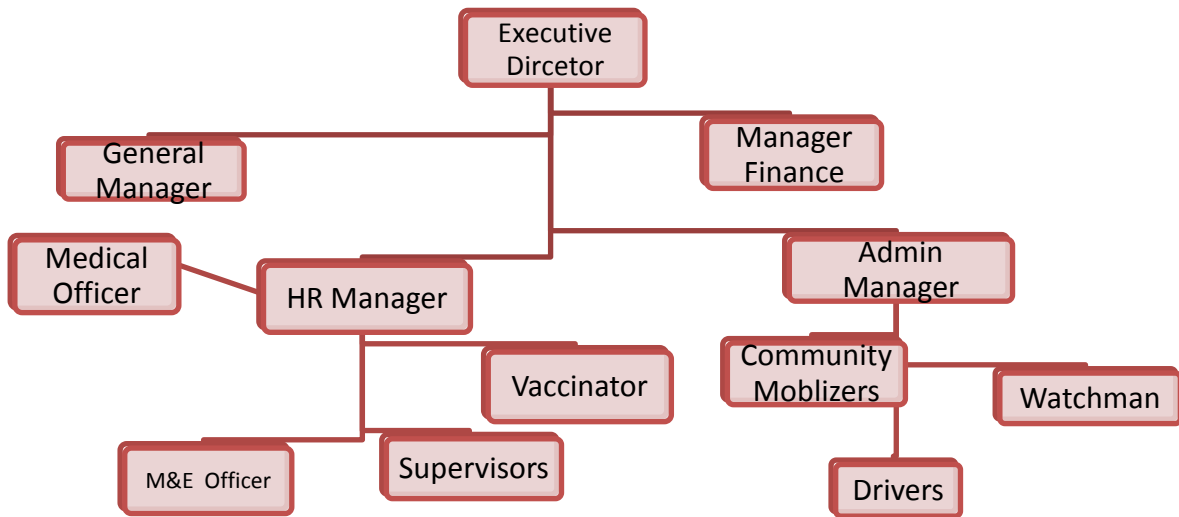 Executive
Dircetor
General
Manager
Manager
Finance
Medical
Officer
HR Manager
Admin
Manager
Vaccinator
Community
Moblizers
Watchman
M&E Officer
Supervisors
Drivers